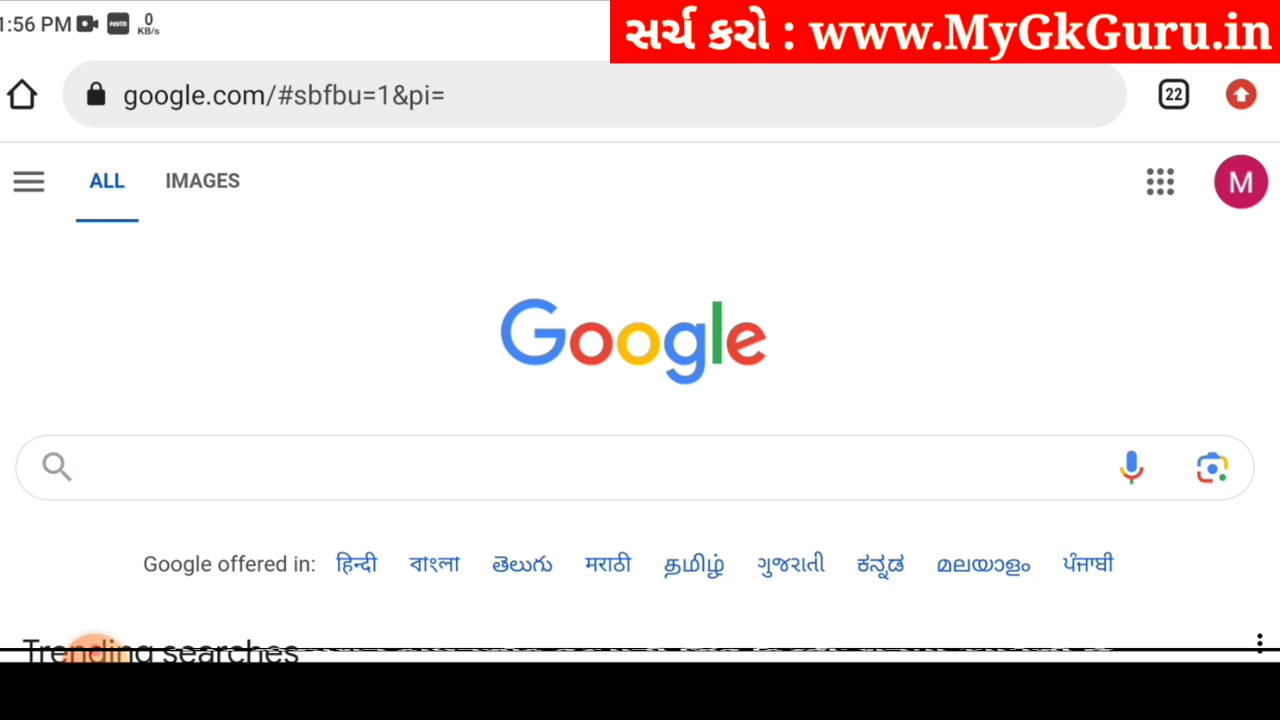 1:56 PM paytm 0 KB/s
સર્ચ કરો : www.MyGkGuru.in
google.com/#sbfbu=1&pi=
22
ALL IMAGES
M
Google
Google offered in: हिन्दी বাংলা తెలుగు मराठी தமிழ் ગુજરાતી ಕನ್ನಡ മലയാളം ਪੰਜਾਬੀ
Trending searches